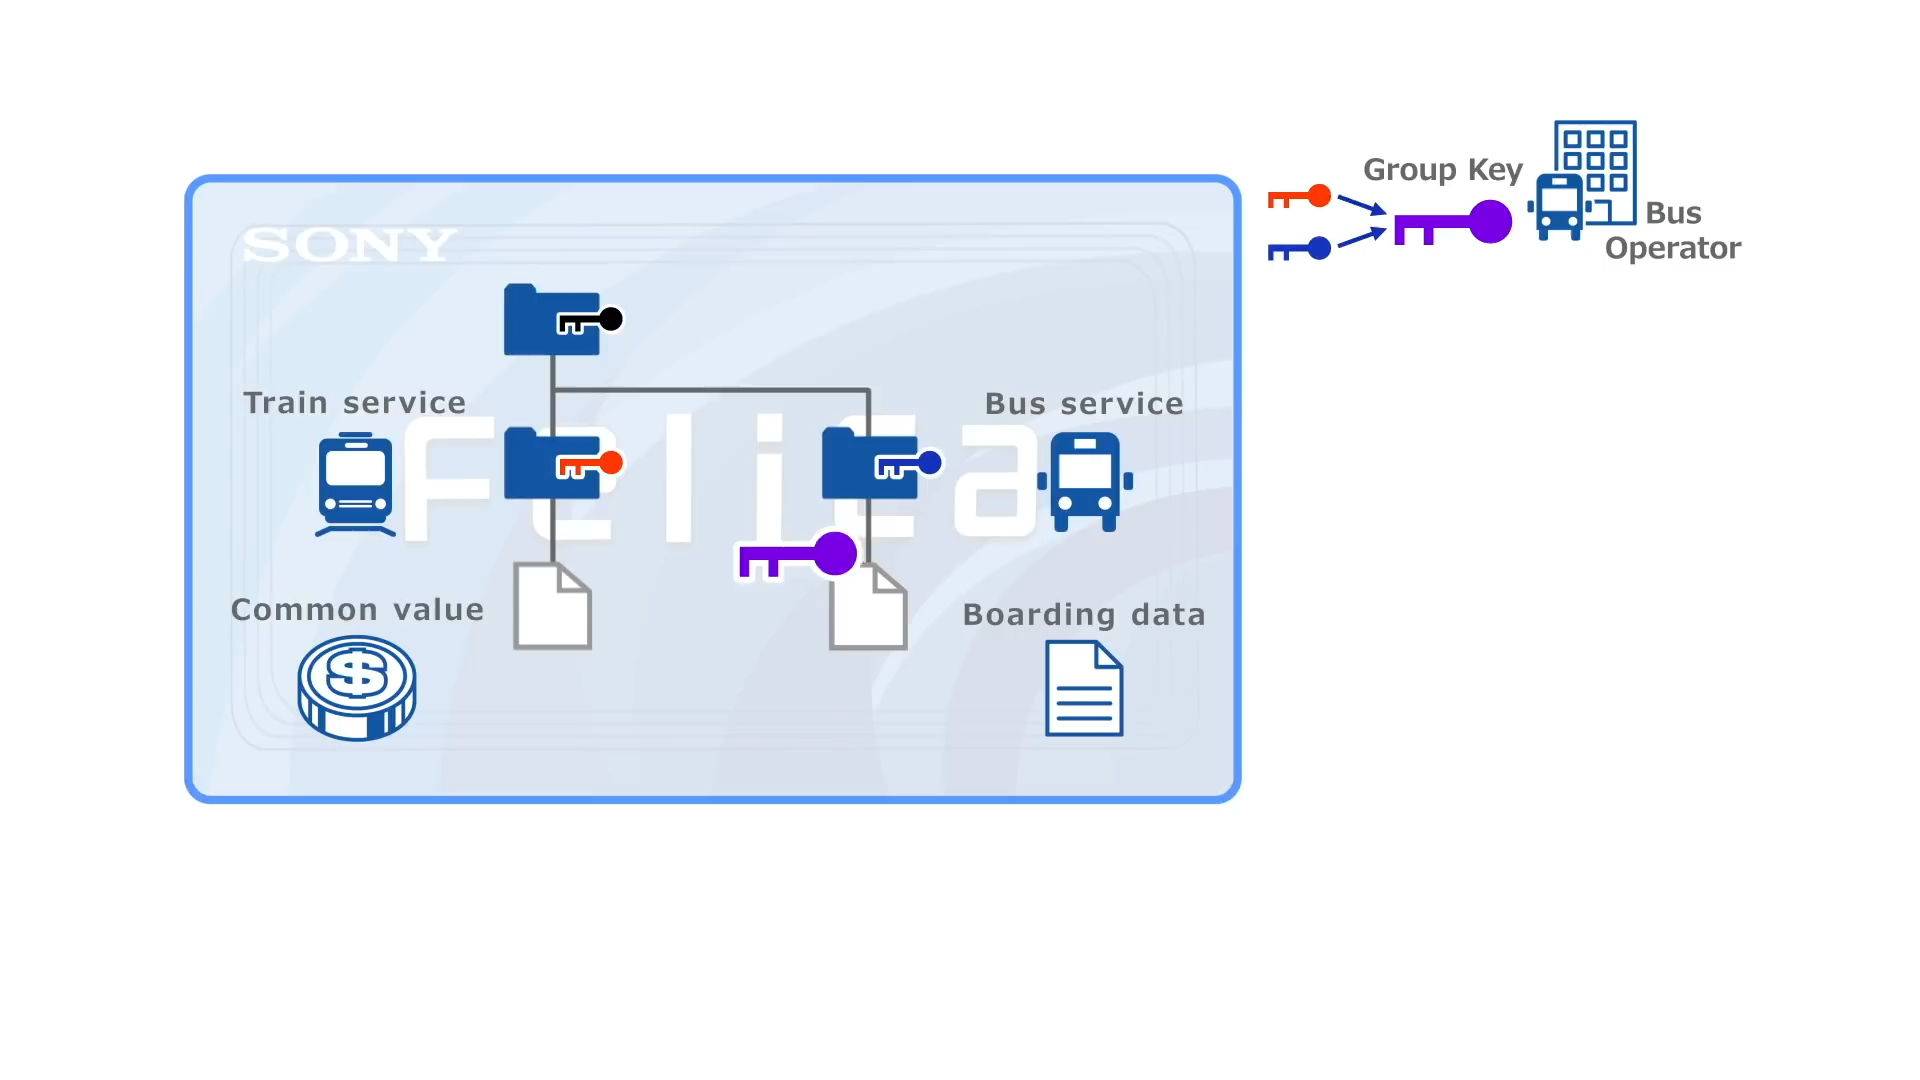 Group Key
Bus
Operator
SONY
Train service
Bus service
FeliCa
Common value
Boarding data